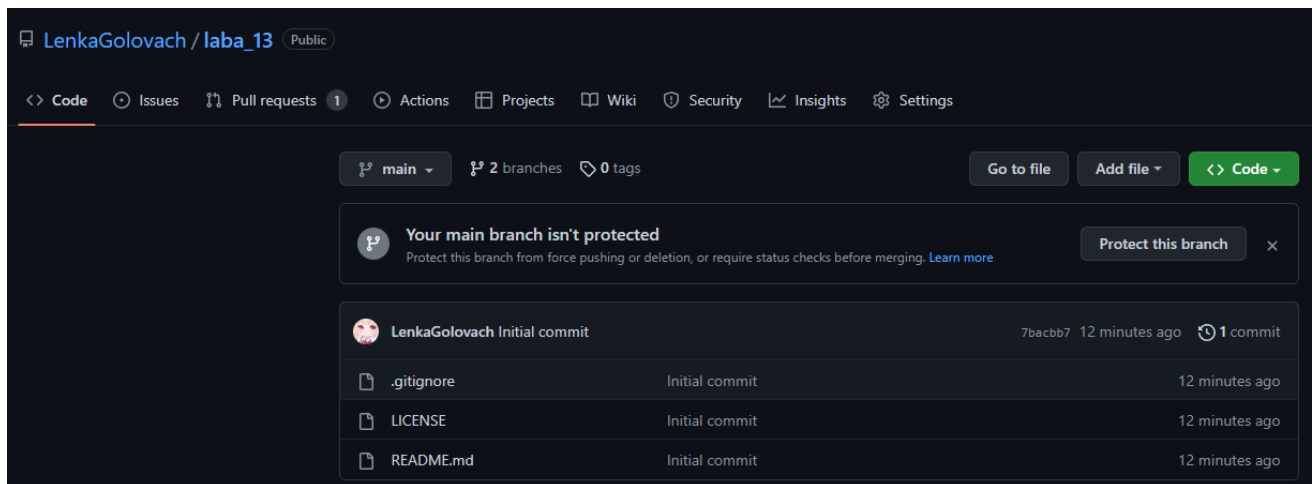 LenkaGolovach / laba_13 Public
Code Issues Pull requests 1 Actions Projects Wiki Security Insights Settings
main 2 branches 0 tags Go to file Add file Code
Your main branch isn't protected
Protect this branch from force pushing or deletion, or require status checks before merging. Learn more
Protect this branch
LenkaGolovach Initial commit 7bacbb7 12 minutes ago 1 commit
.gitignore Initial commit 12 minutes ago
LICENSE Initial commit 12 minutes ago
README.md Initial commit 12 minutes ago